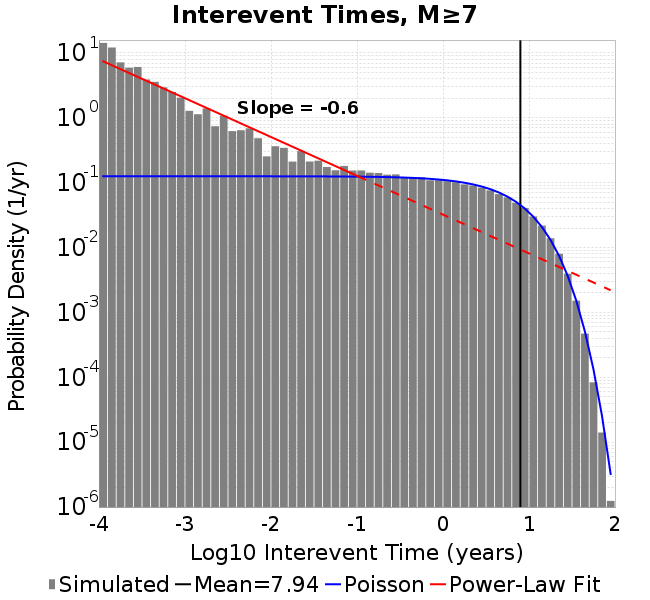 Interevent Times, M≥7
Probability Density (1/yr)
10^1
10^0
10^-1
10^-2
10^-3
10^-4
10^-5
10^-6
Slope = -0.6
-4 -3 -2 -1 0 1 2
Log10 Interevent Time (years)
Simulated Mean=7.94 Poisson Power-Law Fit